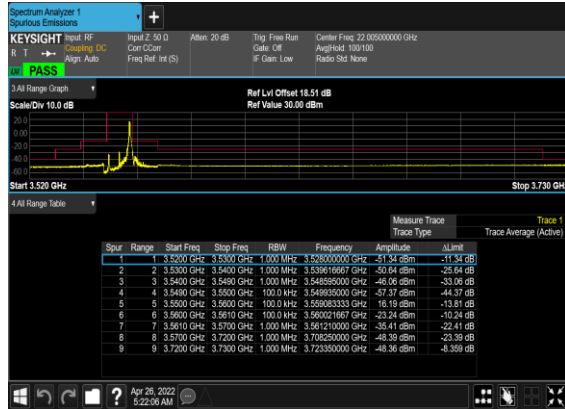 Spectrum Analyzer 1
Spurious Emissions
KEYSIGHT Input: RF Input Z: 50 Ω Atten: 20 dB Trig: Free Run Center Freq: 22.005000000 GHz
R T Coupling: DC Corr CCorr Gate: Off Avg|Hold: 100/100
Align: Auto Freq Ref: Int (S) IF Gain: Low Radio Std: None
PASS
3 All Range Graph Ref Lvl Offset 18.51 dB
Scale/Div 10.0 dB Ref Value 30.00 dBm
20.0
0.00
-20.0
-40.0
Start 3.520 GHz Stop 3.730 GH
4 All Range Table
Measure Trace Trace 1
Trace Type Trace Average (Active)
Spur Range Start Freq Stop Freq RBW Frequency Amplitude ΔLimit
1 1 3.5200 GHz 3.5300 GHz 1.000 MHz 3.528000000 GHz -51.34 dBm -11.34 dB
2 2 3.5300 GHz 3.5400 GHz 1.000 MHz 3.539616667 GHz -50.64 dBm -25.64 dB
3 3 3.5400 GHz 3.5490 GHz 1.000 MHz 3.548595000 GHz -46.06 dBm -33.06 dB
4 4 3.5490 GHz 3.5500 GHz 100.0 kHz 3.549935000 GHz -57.37 dBm -44.37 dB
5 5 3.5500 GHz 3.5600 GHz 100.0 kHz 3.559083333 GHz 16.19 dBm -13.81 dB
6 6 3.5600 GHz 3.5610 GHz 100.0 kHz 3.560021667 GHz -23.24 dBm -10.24 dB
7 7 3.5610 GHz 3.5700 GHz 1.000 MHz 3.561210000 GHz -35.41 dBm -22.41 dB
8 8 3.5700 GHz 3.7200 GHz 1.000 MHz 3.708250000 GHz -48.39 dBm -23.39 dB
9 9 3.7200 GHz 3.7300 GHz 1.000 MHz 3.723350000 GHz -48.36 dBm -8.359 dB
Apr 26, 2022
5:22:06 AM